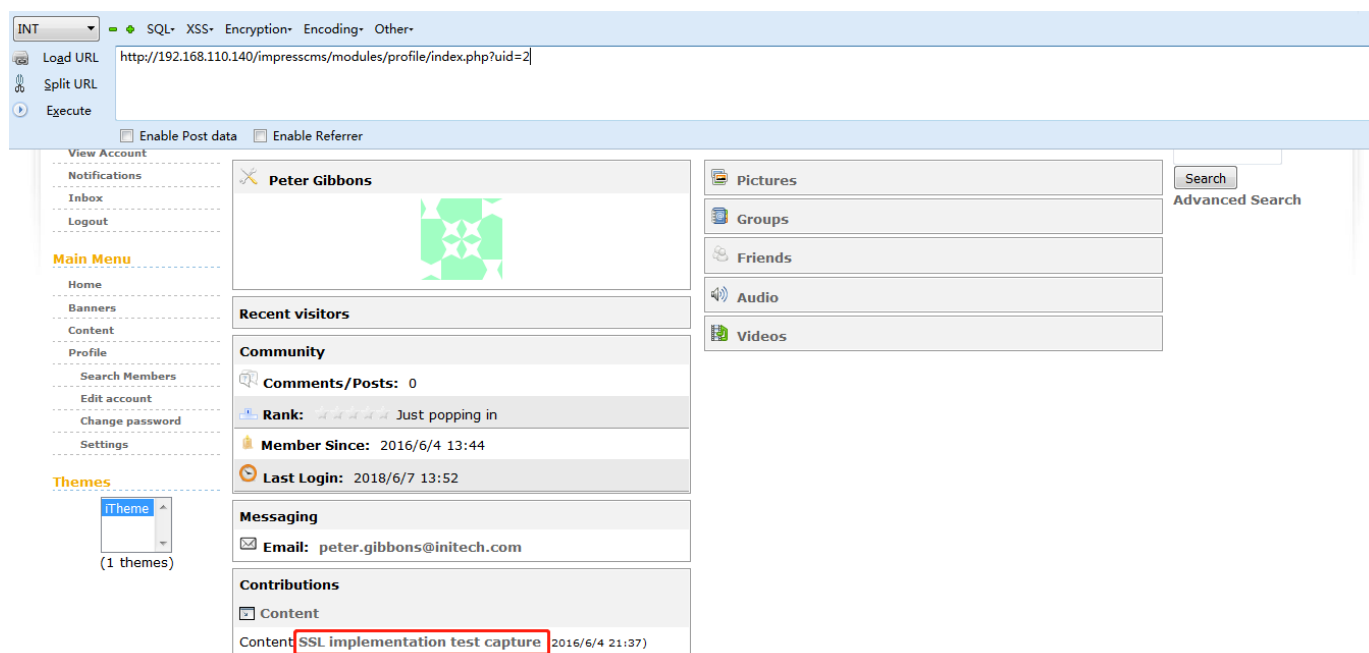 INT SQL- XSS- Encryption- Encoding- Other-
Load URL http://192.168.110.140/impresscms/modules/profile/index.php?uid=2
Split URL
Execute
Enable Post data Enable Referrer
View Account
Notifications
Inbox
Logout
Main Menu
Home
Banners
Content
Profile
Search Members
Edit account
Change password
Settings
Themes
iTheme
(1 themes)
Peter Gibbons
Recent visitors
Community
Comments/Posts: 0
Rank: Just popping in
Member Since: 2016/6/4 13:44
Last Login: 2018/6/7 13:52
Messaging
Email: peter.gibbons@initech.com
Contributions
Content
Content SSL implementation test capture 2016/6/4 21:37)
Pictures
Groups
Friends
Audio
Videos
Search
Advanced Search